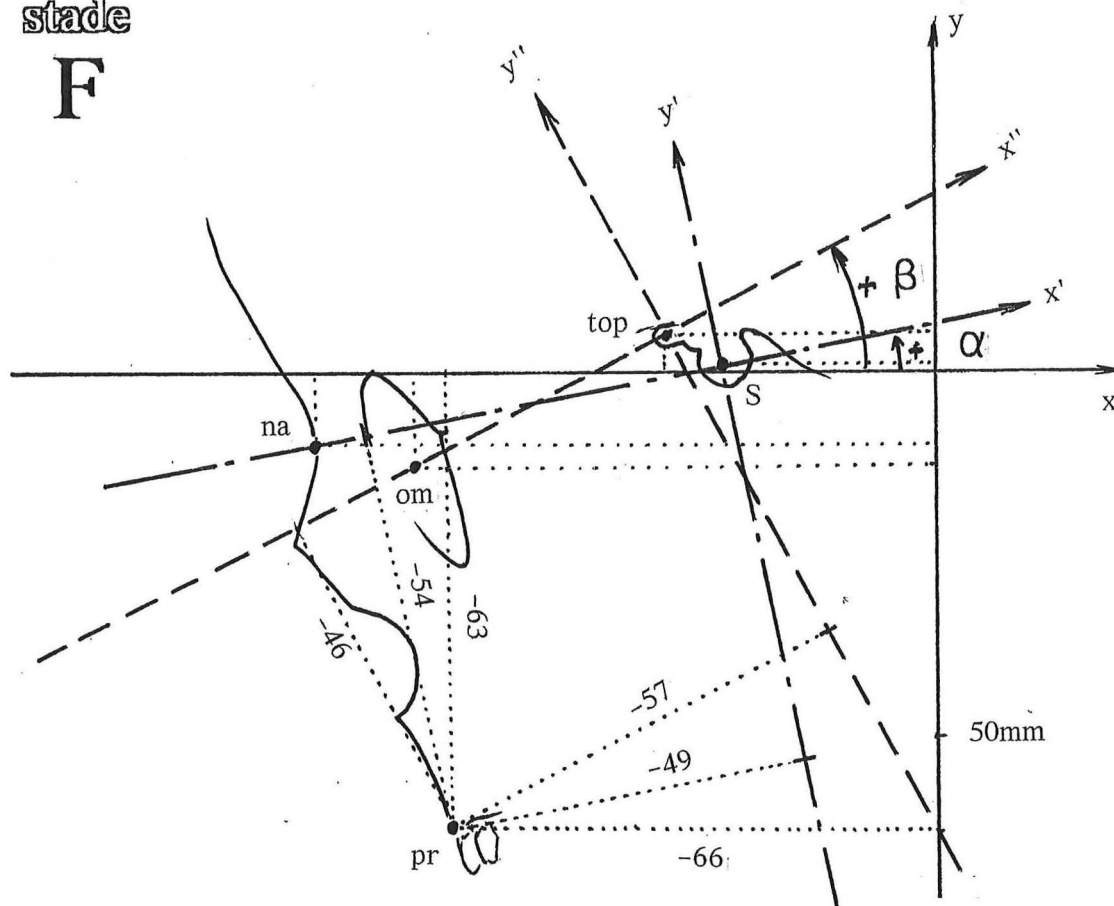 stade
F
y
y"
y'
x"
+ β
x'
top
+
α
S
x
na
om
-54
-63
-46
-57
50mm
-49
pr
-66